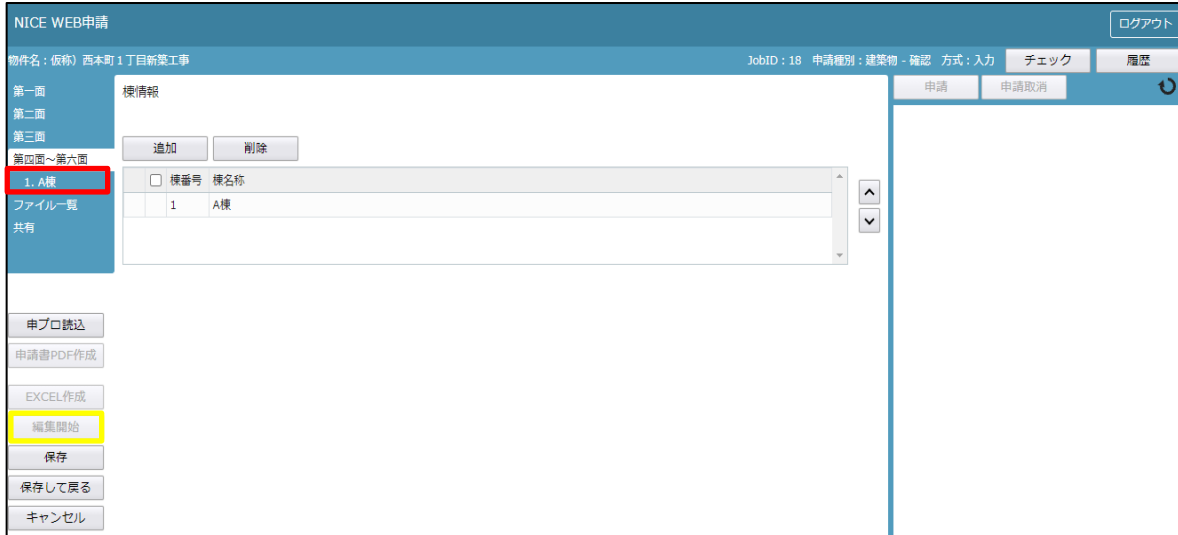 NICE WEB申請
ログアウト
物件名：仮称）西本町１丁目新築工事
JobID：18 申請種別：建築物 - 確認 方式：入力
チェック
履歴
第一面
第二面
第三面
第四面～第六面
1. A棟
ファイル一覧
共有
棟情報
追加
削除
棟番号 棟名称
1 A棟
申請
申請取消
申プロ読込
申請書PDF作成
EXCEL作成
編集開始
保存
保存して戻る
キャンセル